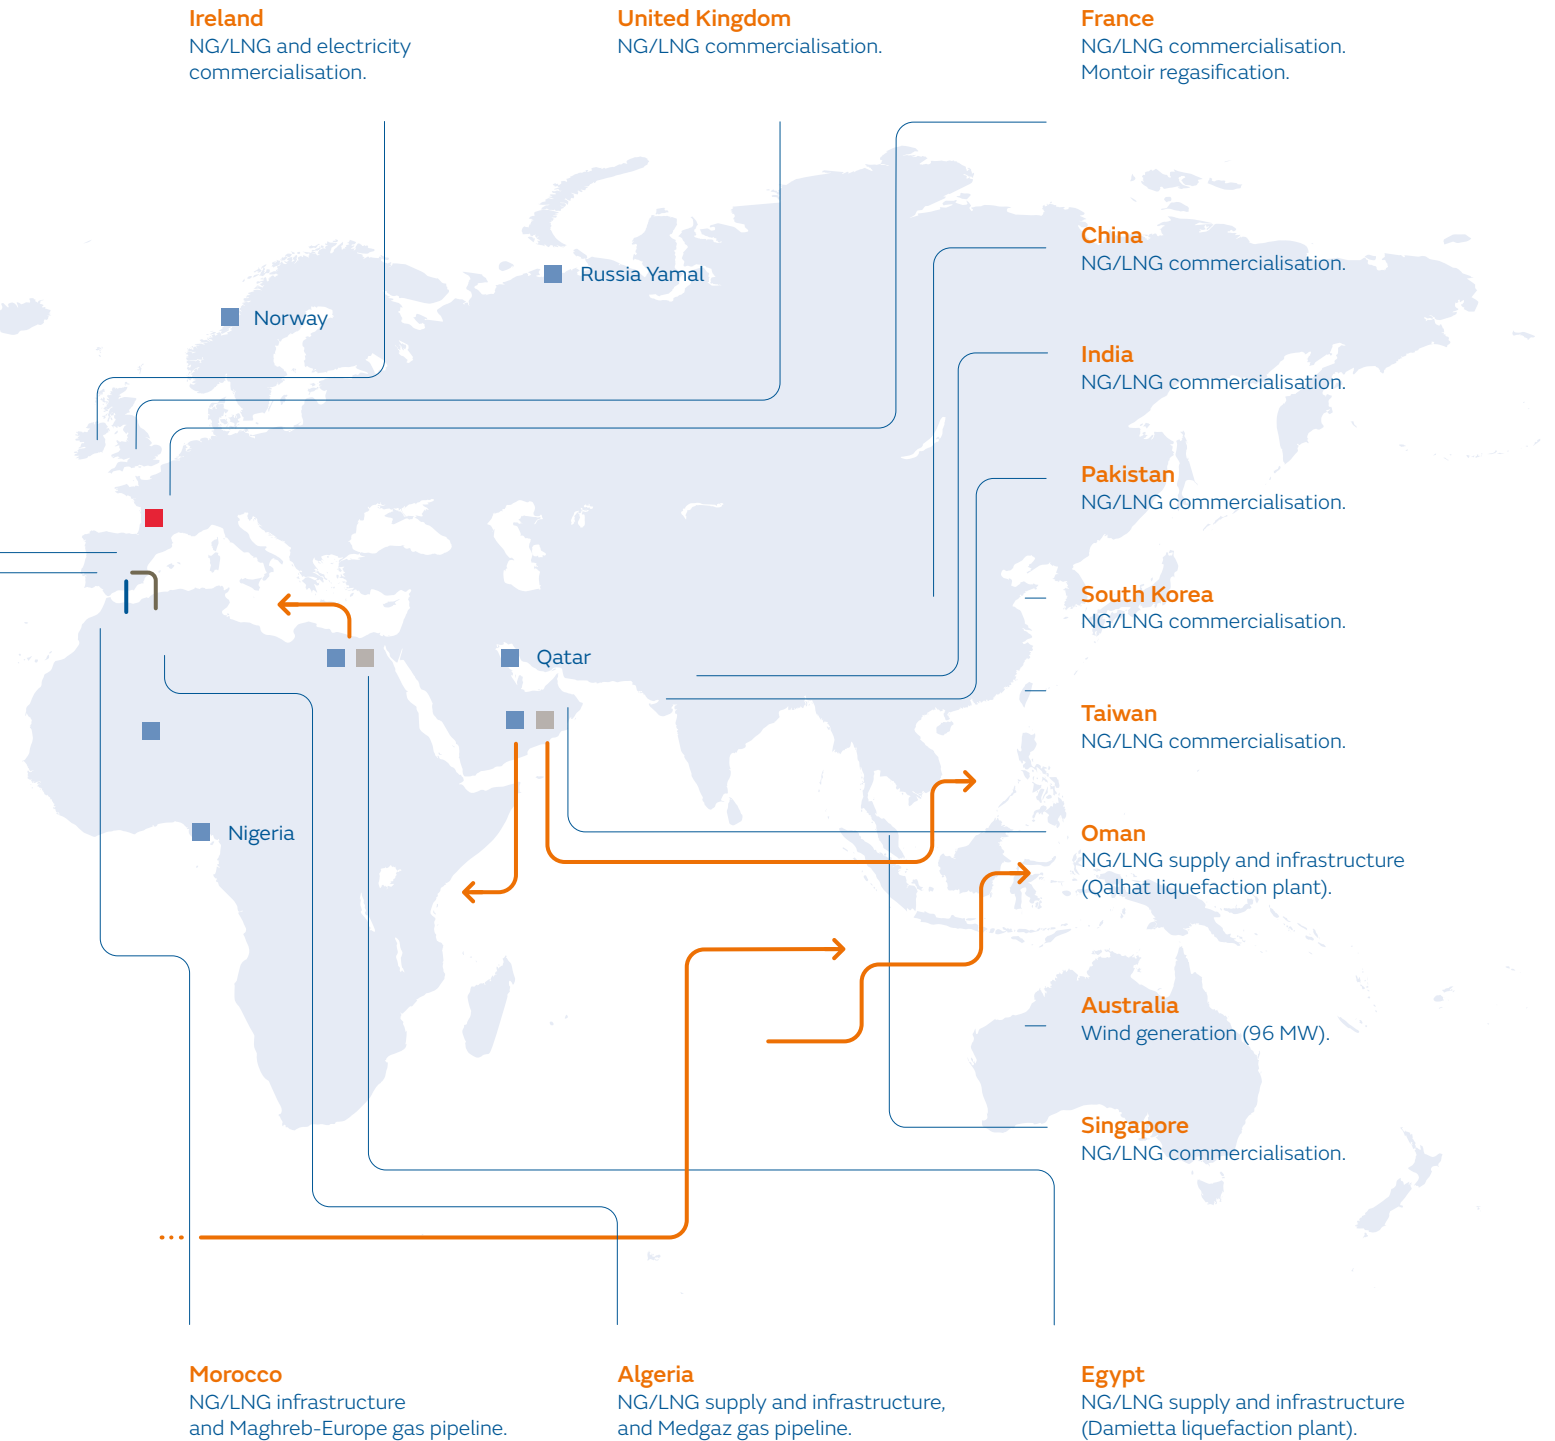 Ireland
NG/LNG and electricity
commercialisation.
United Kingdom
NG/LNG commercialisation.
France
NG/LNG commercialisation.
Montoir regasification.
China
NG/LNG commercialisation.
Russia Yamal
Norway
India
NG/LNG commercialisation.
Pakistan
NG/LNG commercialisation.
South Korea
NG/LNG commercialisation.
Qatar
Taiwan
NG/LNG commercialisation.
Nigeria
Oman
NG/LNG supply and infrastructure
(Qalhat liquefaction plant).
Australia
Wind generation (96 MW).
Singapore
NG/LNG commercialisation.
Morocco
NG/LNG infrastructure
and Maghreb-Europe gas pipeline.
Algeria
NG/LNG supply and infrastructure,
and Medgaz gas pipeline.
Egypt
NG/LNG supply and infrastructure
(Damietta liquefaction plant).